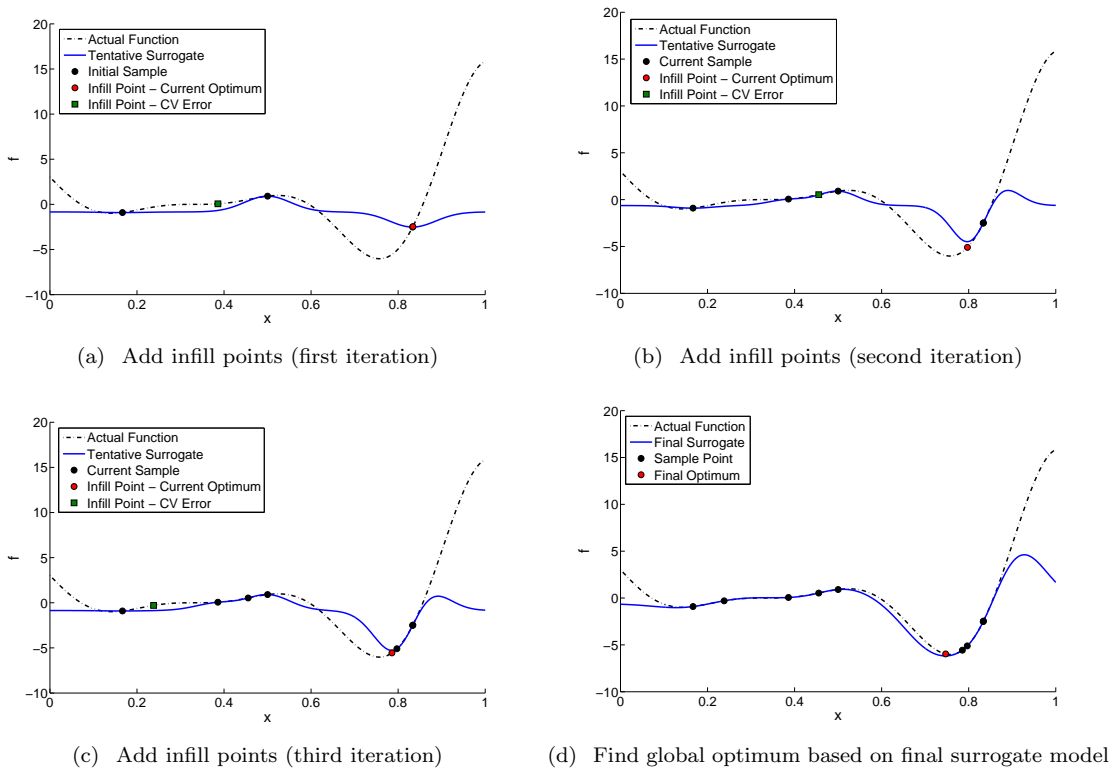 20
15
10
5
0
−5
−10
f
0
0.2
0.4
0.6
0.8
1
x
Actual Function
Tentative Surrogate
Initial Sample
Infill Point − Current Optimum
Infill Point − CV Error
(a) Add infill points (first iteration)
20
15
10
5
0
−5
−10
f
0
0.2
0.4
0.6
0.8
1
x
Actual Function
Tentative Surrogate
Current Sample
Infill Point − Current Optimum
Infill Point − CV Error
(b) Add infill points (second iteration)
20
15
10
5
0
−5
−10
f
0
0.2
0.4
0.6
0.8
1
x
Actual Function
Tentative Surrogate
Current Sample
Infill Point − Current Optimum
Infill Point − CV Error
(c) Add infill points (third iteration)
20
15
10
5
0
−5
−10
f
0
0.2
0.4
0.6
0.8
1
x
Actual Function
Final Surrogate
Sample Point
Final Optimum
(d) Find global optimum based on final surrogate model